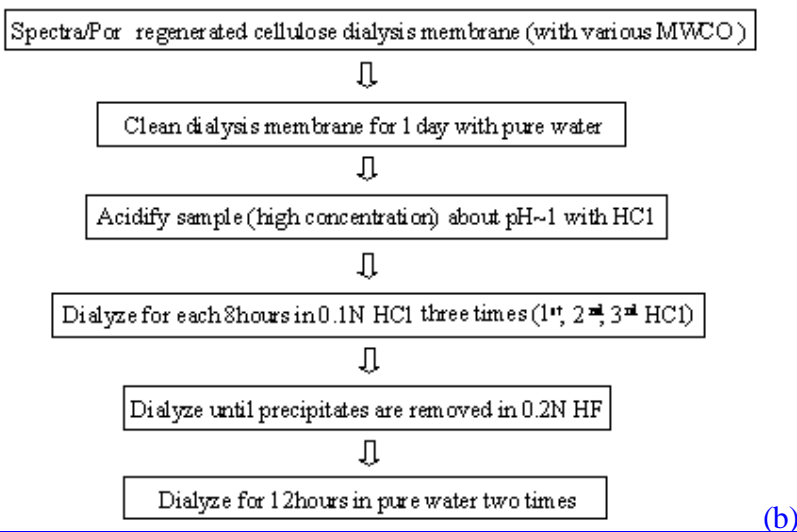 Spectra/Por regenerated cellulose dialysis membrane (with various MWCO )
Clean dialysis membrane for 1 day with pure water
Acidify sample (high concentration) about pH~1 with HCl
Dialyze for each 8hours in 0.1N HCl three times (1st, 2nd, 3rd HCl)
Dialyze until precipitates are removed in 0.2N HF
Dialyze for 12hours in pure water two times
(b)